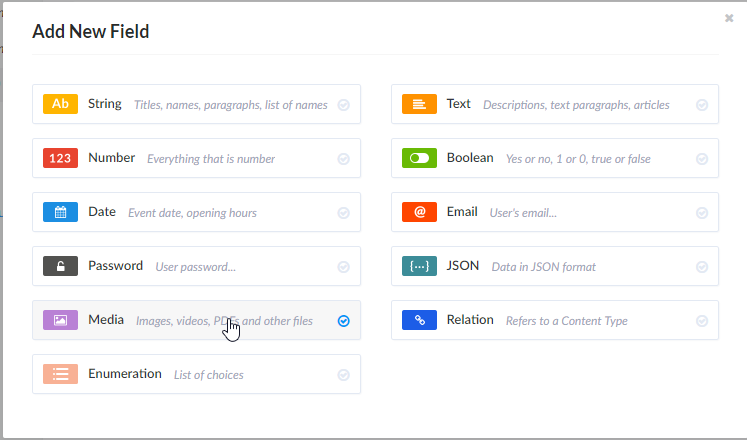 Add New Field
Ab String Titles, names, paragraphs, list of names
Text Descriptions, text paragraphs, articles
123 Number Everything that is number
Boolean Yes or no, 1 or 0, true or false
Date Event date, opening hours
@ Email User's email...
Password User password...
{···} JSON Data in JSON format
Media Images, videos, PDFs and other files
Relation Refers to a Content Type
Enumeration List of choices